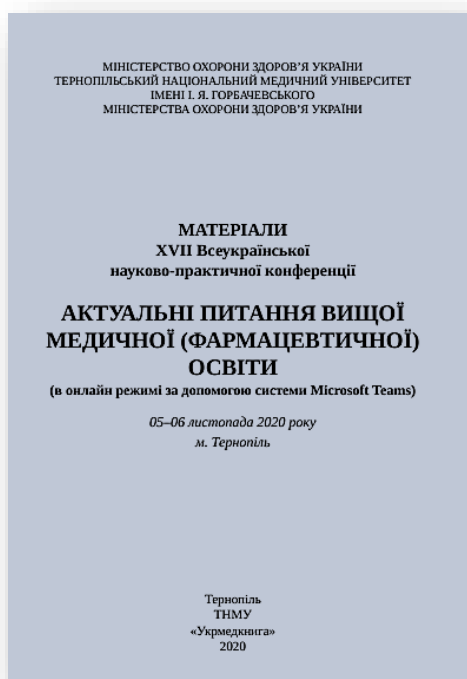 МІНІСТЕРСТВО ОХОРОНИ ЗДОРОВ'Я УКРАЇНИ
ТЕРНОПІЛЬСЬКИЙ НАЦІОНАЛЬНИЙ МЕДИЧНИЙ УНІВЕРСИТЕТ
ІМЕНІ І. Я. ГОРБАЧЕВСЬКОГО
МІНІСТЕРСТВА ОХОРОНИ ЗДОРОВ'Я УКРАЇНИ
МАТЕРІАЛИ
XVII Всеукраїнської
науково-практичної конференції
АКТУАЛЬНІ ПИТАННЯ ВИЩОЇ
МЕДИЧНОЇ (ФАРМАЦЕВТИЧНОЇ)
ОСВІТИ
(в онлайн режимі за допомогою системи Microsoft Teams)
05–06 листопада 2020 року
м. Тернопіль
Тернопіль
ТНМУ
«Укрмедкнига»
2020